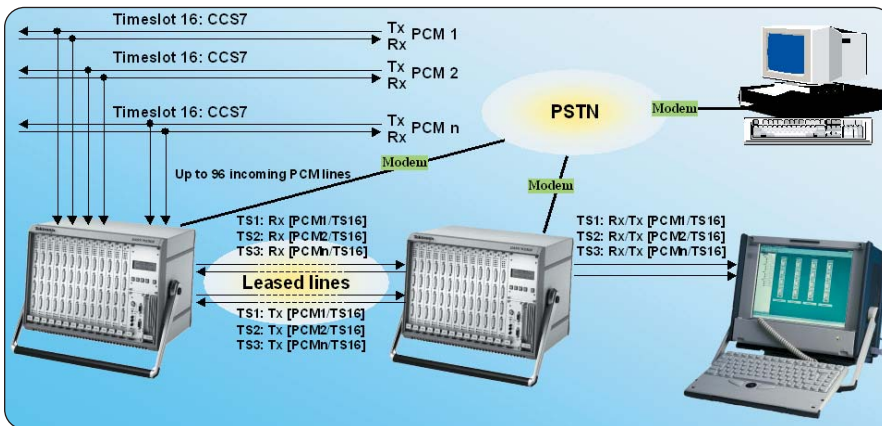 Timeslot 16: CCS7
Tx
Rx
PCM 1
Timeslot 16: CCS7
Tx
Rx
PCM 2
Timeslot 16: CCS7
Tx
Rx
PCM n
Up to 96 incoming PCM lines
PSTN
Modem
Modem
Modem
TS1: Rx [PCM1/TS16]
TS2: Rx [PCM2/TS16]
TS3: Rx [PCMn/TS16]
Leased lines
TS1: Tx [PCM1/TS16]
TS2: Tx [PCM2/TS16]
TS3: Tx [PCMn/TS16]
TS1: Rx/Tx [PCM1/TS16]
TS2: Rx/Tx [PCM2/TS16]
TS3: Rx/Tx [PCMn/TS16]
Tektronix
Tektronix